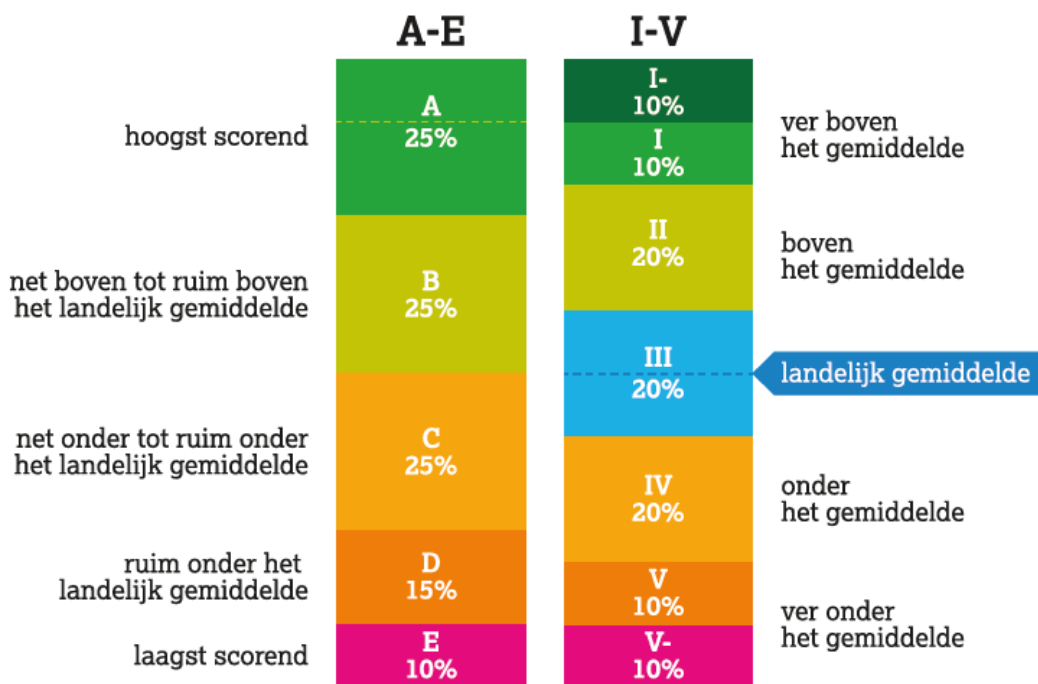 A-E
I-V
hoogst scorend
A
25%
net boven tot ruim boven
het landelijk gemiddelde
B
25%
net onder tot ruim onder
het landelijk gemiddelde
C
25%
ruim onder het
landelijk gemiddelde
D
15%
laagst scorend
E
10%
I-
10%
I
10%
ver boven
het gemiddelde
II
20%
boven
het gemiddelde
III
20%
landelijk gemiddelde
IV
20%
onder
het gemiddelde
V
10%
V-
10%
ver onder
het gemiddelde